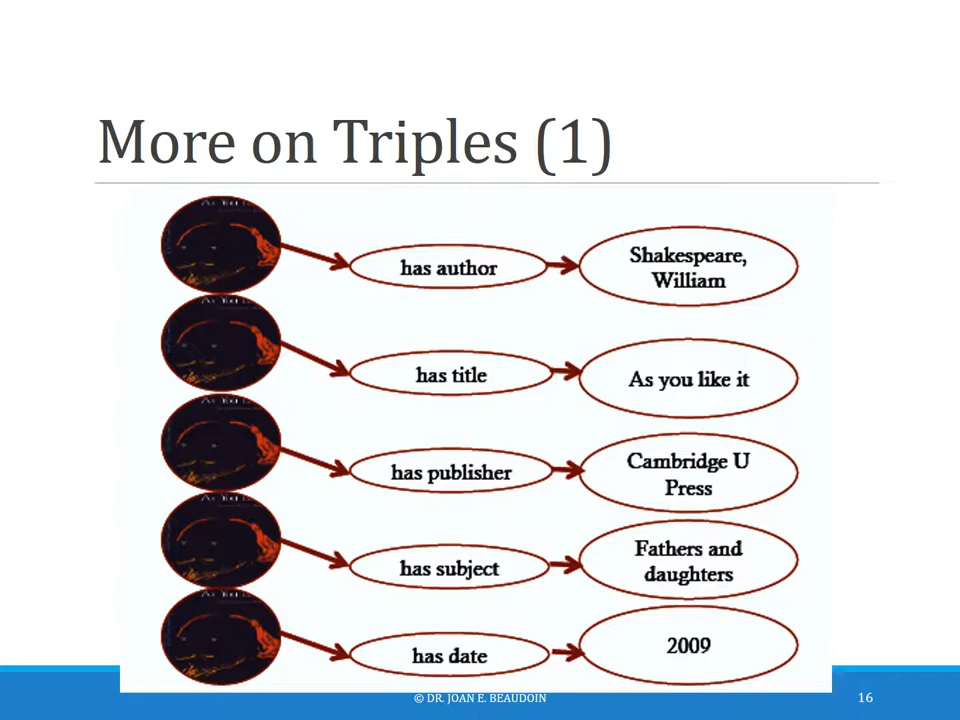 More on Triples (1)
has author
Shakespeare,
William
has title
As you like it
has publisher
Cambridge U
Press
has subject
Fathers and
daughters
has date
2009
© DR. JOAN E. BEAUDOIN
16